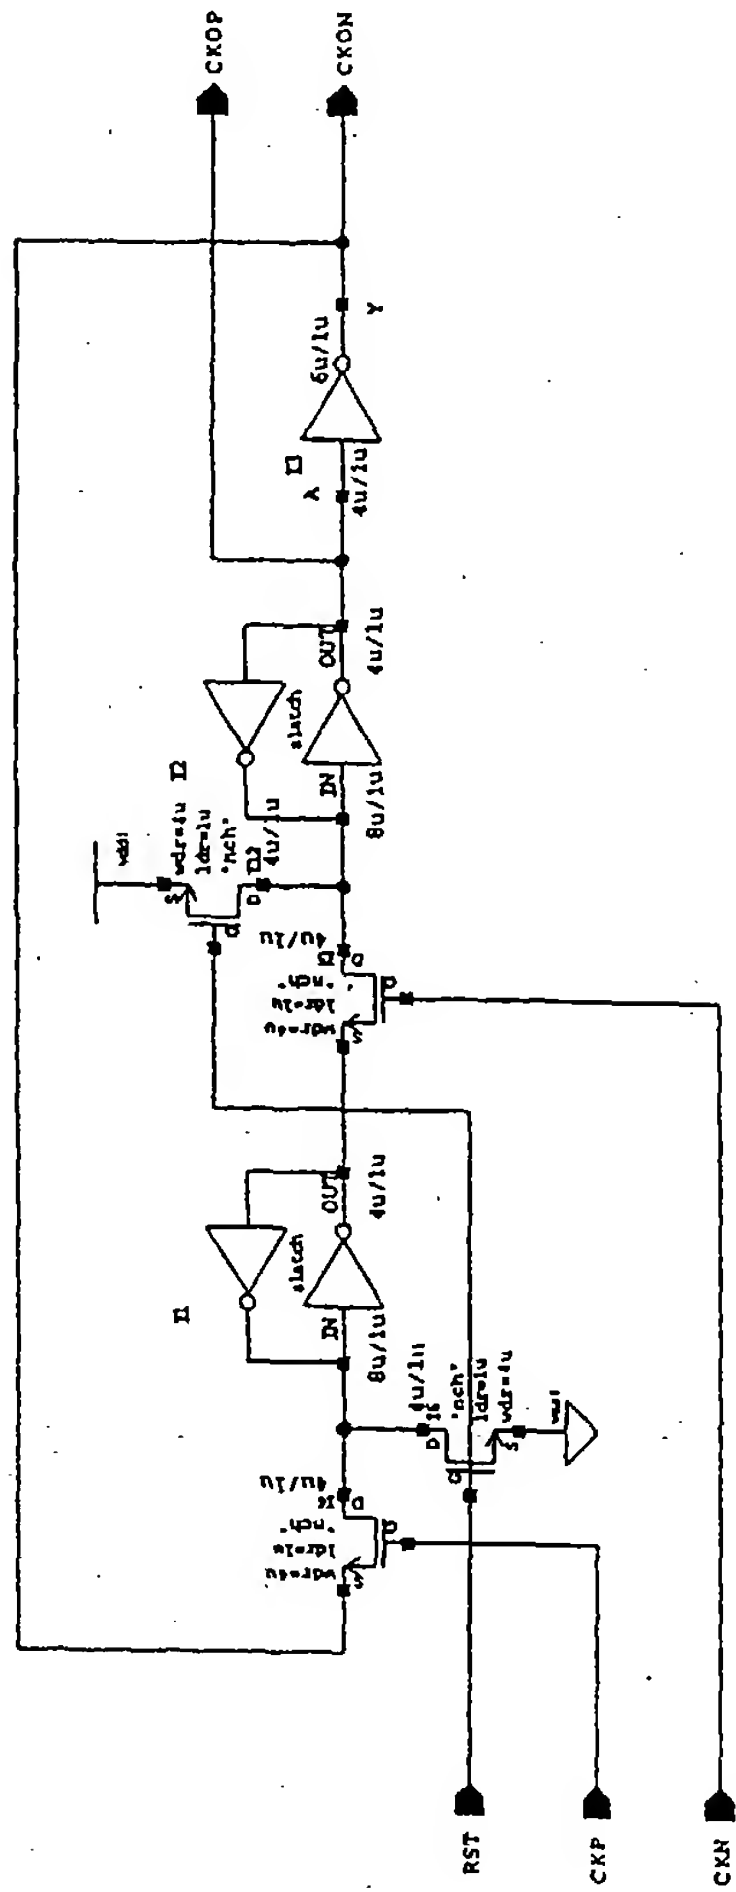 CKOP
CKON
Y
6u/1u
I3
A
4u/1u
OUT
4u/1u
slatch
I2
IN
8u/1u
vdd!
S
wdr=4u
ldr=1u
"nch"
I12
4u/1u
D
G
4u/1u
D
"nch"
ldr=1u
wdr=4u
S
G
OUT
4u/1u
slatch
I1
IN
8u/1u
4u/1u
I6
"nch"
ldr=1u
wdr=4u
D
G
S
4u/1u
D
"nch"
ldr=1u
wdr=4u
S
G
RST
CKP
CKN